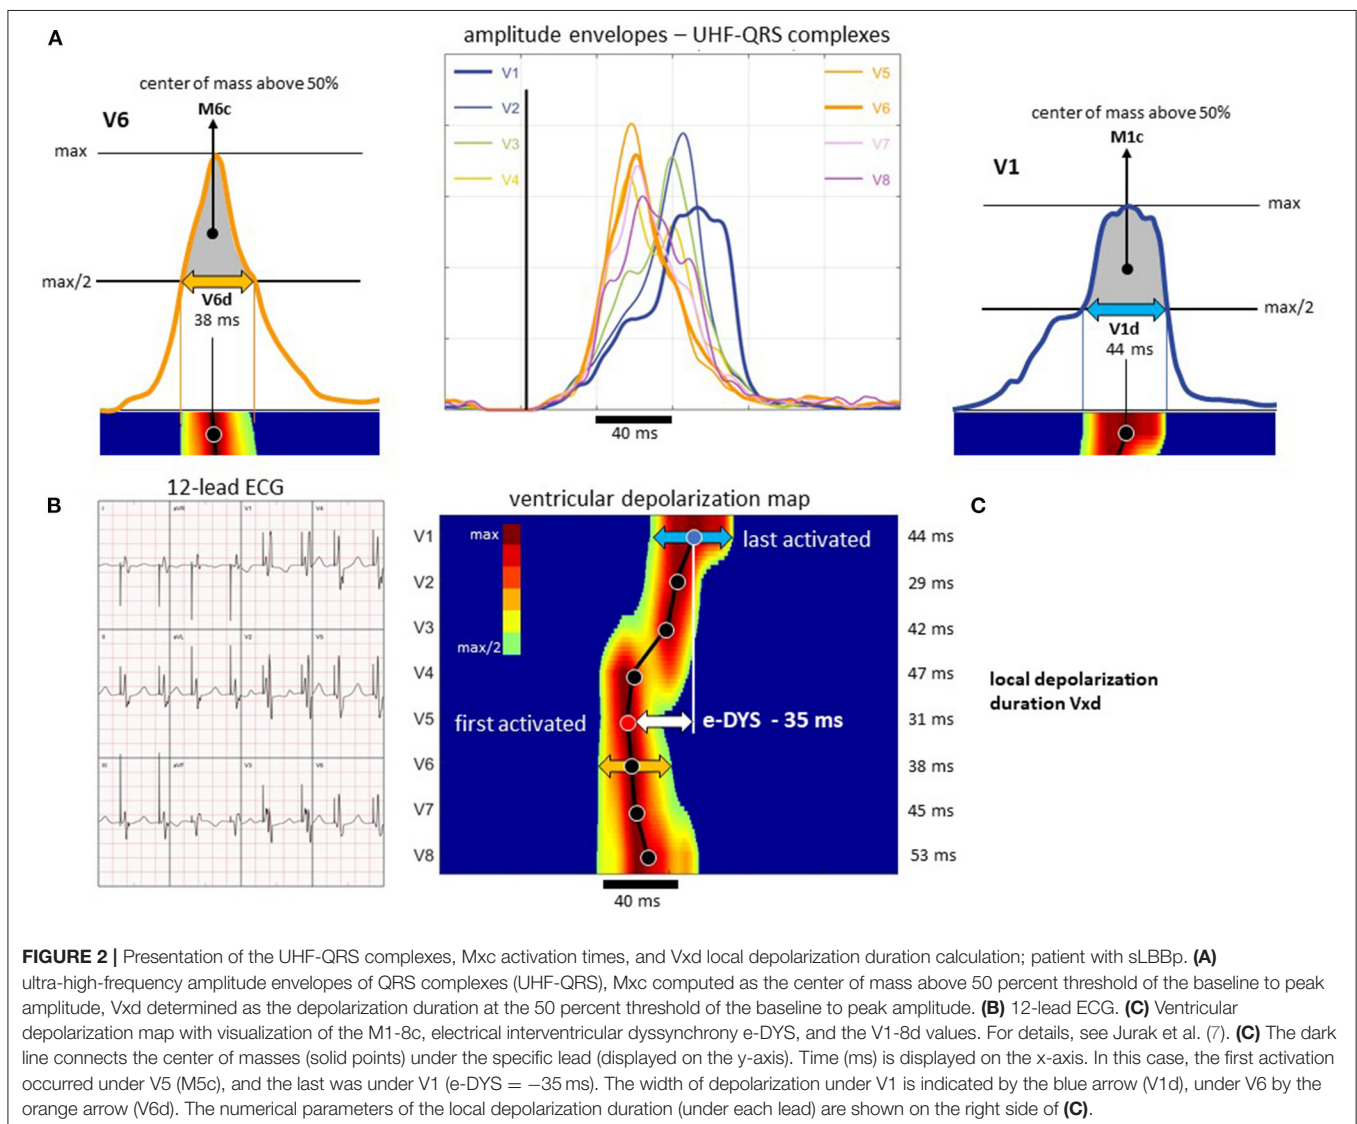 A
amplitude envelopes – UHF-QRS complexes
center of mass above 50%
M6c
V6
max
max/2
V6d
38 ms
V1
V2
V3
V4
V5
V6
V7
V8
40 ms
center of mass above 50%
M1c
V1
max
max/2
V1d
44 ms
B
12-lead ECG
I
aVR
V1
V4
II
aVL
V2
V5
III
aVF
V3
V6
ventricular depolarization map
C
max
max/2
V1
V2
V3
V4
V5
V6
V7
V8
last activated
first activated
e-DYS - 35 ms
44 ms
29 ms
42 ms
47 ms
31 ms
38 ms
45 ms
53 ms
40 ms
local depolarization
duration Vxd
FIGURE 2 | Presentation of the UHF-QRS complexes, Mxc activation times, and Vxd local depolarization duration calculation; patient with sLBBp. (A)
ultra-high-frequency amplitude envelopes of QRS complexes (UHF-QRS), Mxc computed as the center of mass above 50 percent threshold of the baseline to peak
amplitude, Vxd determined as the depolarization duration at the 50 percent threshold of the baseline to peak amplitude. (B) 12-lead ECG. (C) Ventricular
depolarization map with visualization of the M1-8c, electrical interventricular dyssynchrony e-DYS, and the V1-8d values. For details, see Jurak et al. (7). (C) The dark
line connects the center of masses (solid points) under the specific lead (displayed on the y-axis). Time (ms) is displayed on the x-axis. In this case, the first activation
occurred under V5 (M5c), and the last was under V1 (e-DYS = −35 ms). The width of depolarization under V1 is indicated by the blue arrow (V1d), under V6 by the
orange arrow (V6d). The numerical parameters of the local depolarization duration (under each lead) are shown on the right side of (C).